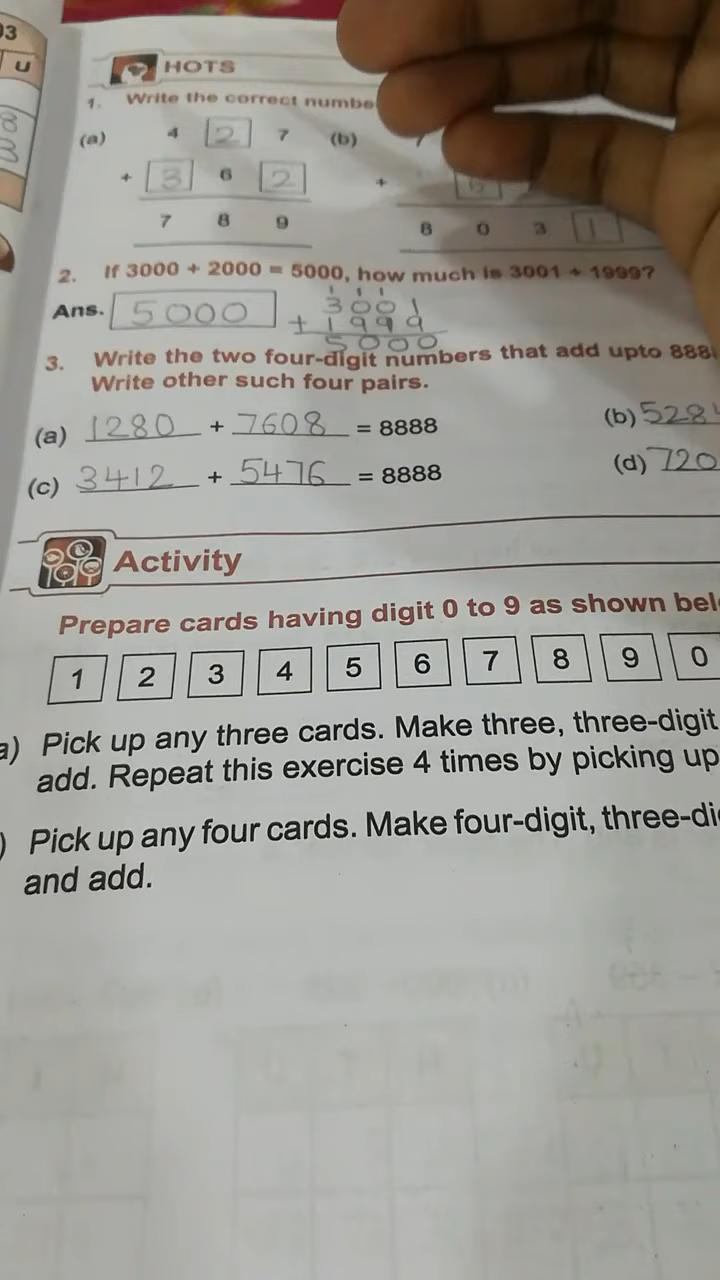 93
U
8
3
HOTS
1. Write the correct numbe
(a) 4 2 7 (b)
+ 3 6 2 +
7 8 9 8 0 3 1
2. If 3000 + 2000 = 5000, how much is 3001 + 1999?
1 1 1
Ans. 5000 3001
+ 1999
5000
3. Write the two four-digit numbers that add upto 888
Write other such four pairs.
(a) 1280 + 7608 = 8888 (b) 528
(c) 3412 + 5476 = 8888 (d) 720
Activity
Prepare cards having digit 0 to 9 as shown bel
1 2 3 4 5 6 7 8 9 0
a) Pick up any three cards. Make three, three-digit
add. Repeat this exercise 4 times by picking up
) Pick up any four cards. Make four-digit, three-di
and add.